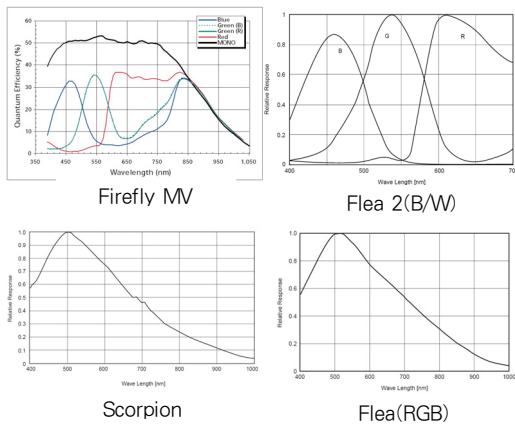 60
50
40
30
20
10
0
Quantum Efficiency (%)
Blue
Green (B)
Green (R)
Red
MONO
350
450
550
650
750
850
950
1,050
Wavelength (nm)
Firefly MV
1
0.8
0.6
0.4
0.2
0
Relative Response
B
G
R
400
500
600
70
Wave Length [nm]
Flea 2(B/W)
1.0
0.9
0.8
0.7
0.6
0.5
0.4
0.3
0.2
0.1
0
Relative Response
400
500
600
700
800
900
1000
Wave Length [nm]
Scorpion
1.0
0.8
0.6
0.4
0.2
0
Relative Response
400
500
600
700
800
900
1000
Wave Length [nm]
Flea(RGB)